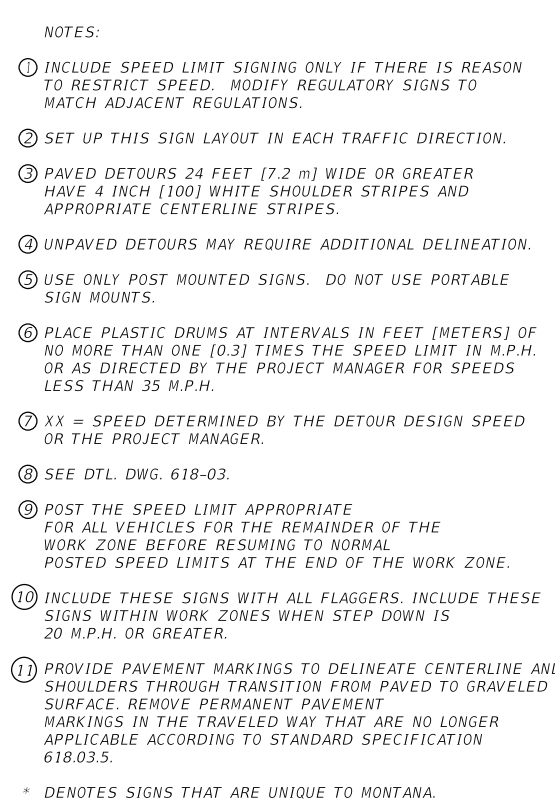 NOTES:
1 INCLUDE SPEED LIMIT SIGNING ONLY IF THERE IS REASON
TO RESTRICT SPEED. MODIFY REGULATORY SIGNS TO
MATCH ADJACENT REGULATIONS.
2 SET UP THIS SIGN LAYOUT IN EACH TRAFFIC DIRECTION.
3 PAVED DETOURS 24 FEET [7.2 m] WIDE OR GREATER
HAVE 4 INCH [100] WHITE SHOULDER STRIPES AND
APPROPRIATE CENTERLINE STRIPES.
4 UNPAVED DETOURS MAY REQUIRE ADDITIONAL DELINEATION.
5 USE ONLY POST MOUNTED SIGNS. DO NOT USE PORTABLE
SIGN MOUNTS.
6 PLACE PLASTIC DRUMS AT INTERVALS IN FEET [METERS] OF
NO MORE THAN ONE [0.3] TIMES THE SPEED LIMIT IN M.P.H.
OR AS DIRECTED BY THE PROJECT MANAGER FOR SPEEDS
LESS THAN 35 M.P.H.
7 XX = SPEED DETERMINED BY THE DETOUR DESIGN SPEED
OR THE PROJECT MANAGER.
8 SEE DTL. DWG. 618-03.
9 POST THE SPEED LIMIT APPROPRIATE
FOR ALL VEHICLES FOR THE REMAINDER OF THE
WORK ZONE BEFORE RESUMING TO NORMAL
POSTED SPEED LIMITS AT THE END OF THE WORK ZONE.
10 INCLUDE THESE SIGNS WITH ALL FLAGGERS. INCLUDE THESE
SIGNS WITHIN WORK ZONES WHEN STEP DOWN IS
20 M.P.H. OR GREATER.
11 PROVIDE PAVEMENT MARKINGS TO DELINEATE CENTERLINE AND
SHOULDERS THROUGH TRANSITION FROM PAVED TO GRAVELED
SURFACE. REMOVE PERMANENT PAVEMENT
MARKINGS IN THE TRAVELED WAY THAT ARE NO LONGER
APPLICABLE ACCORDING TO STANDARD SPECIFICATION
618.03.5.
* DENOTES SIGNS THAT ARE UNIQUE TO MONTANA.